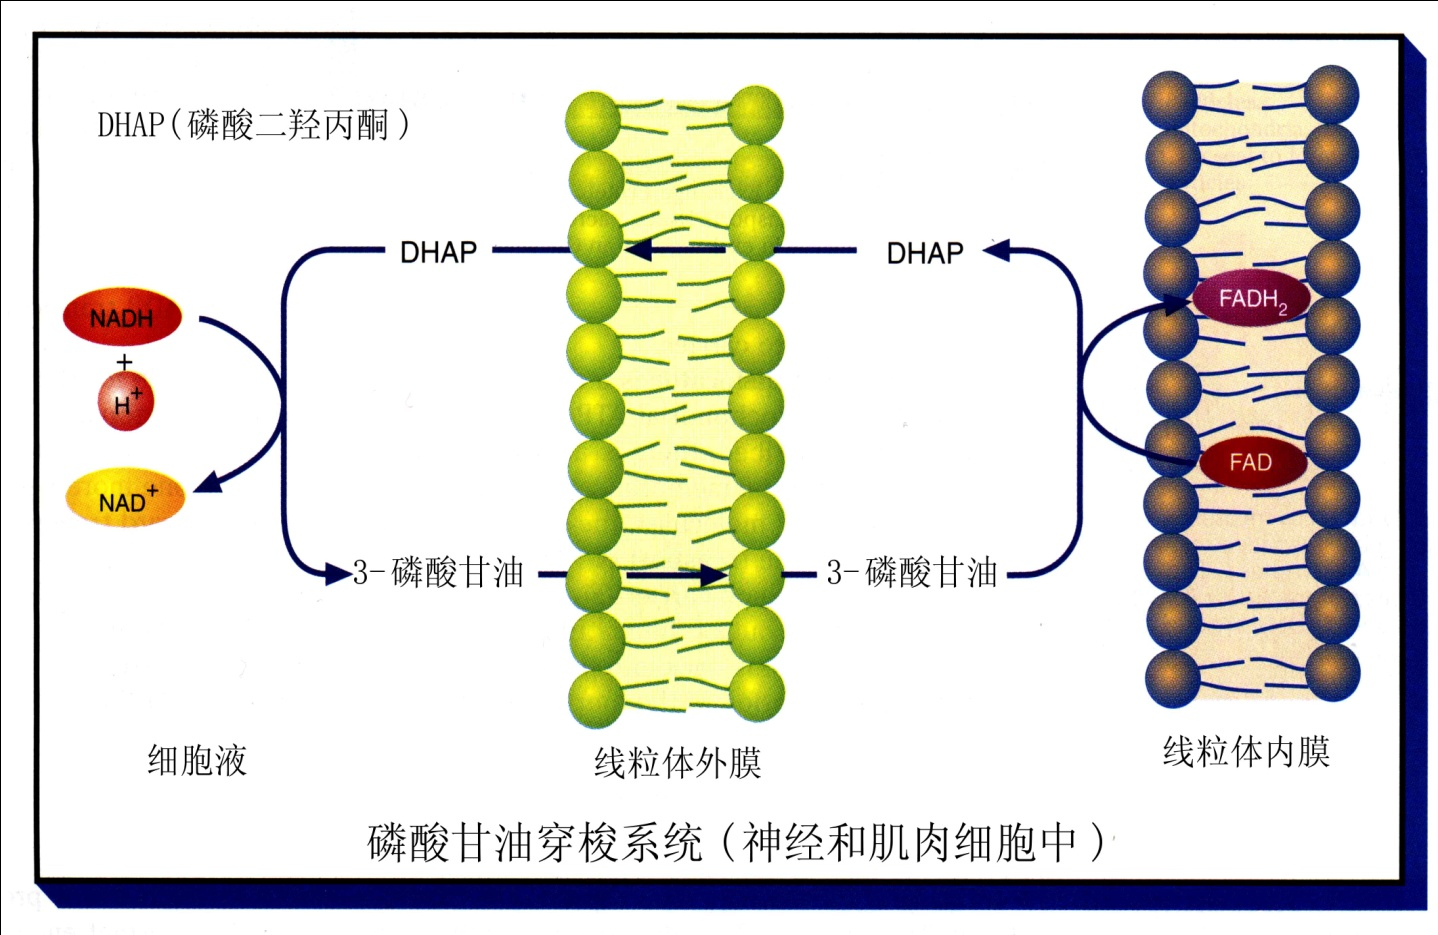 DHAP(磷酸二羟丙酮)
DHAP
DHAP
NADH
+
H+
NAD+
FADH2
FAD
3-磷酸甘油
3-磷酸甘油
细胞液
线粒体外膜
线粒体内膜
磷酸甘油穿梭系统(神经和肌肉细胞中)